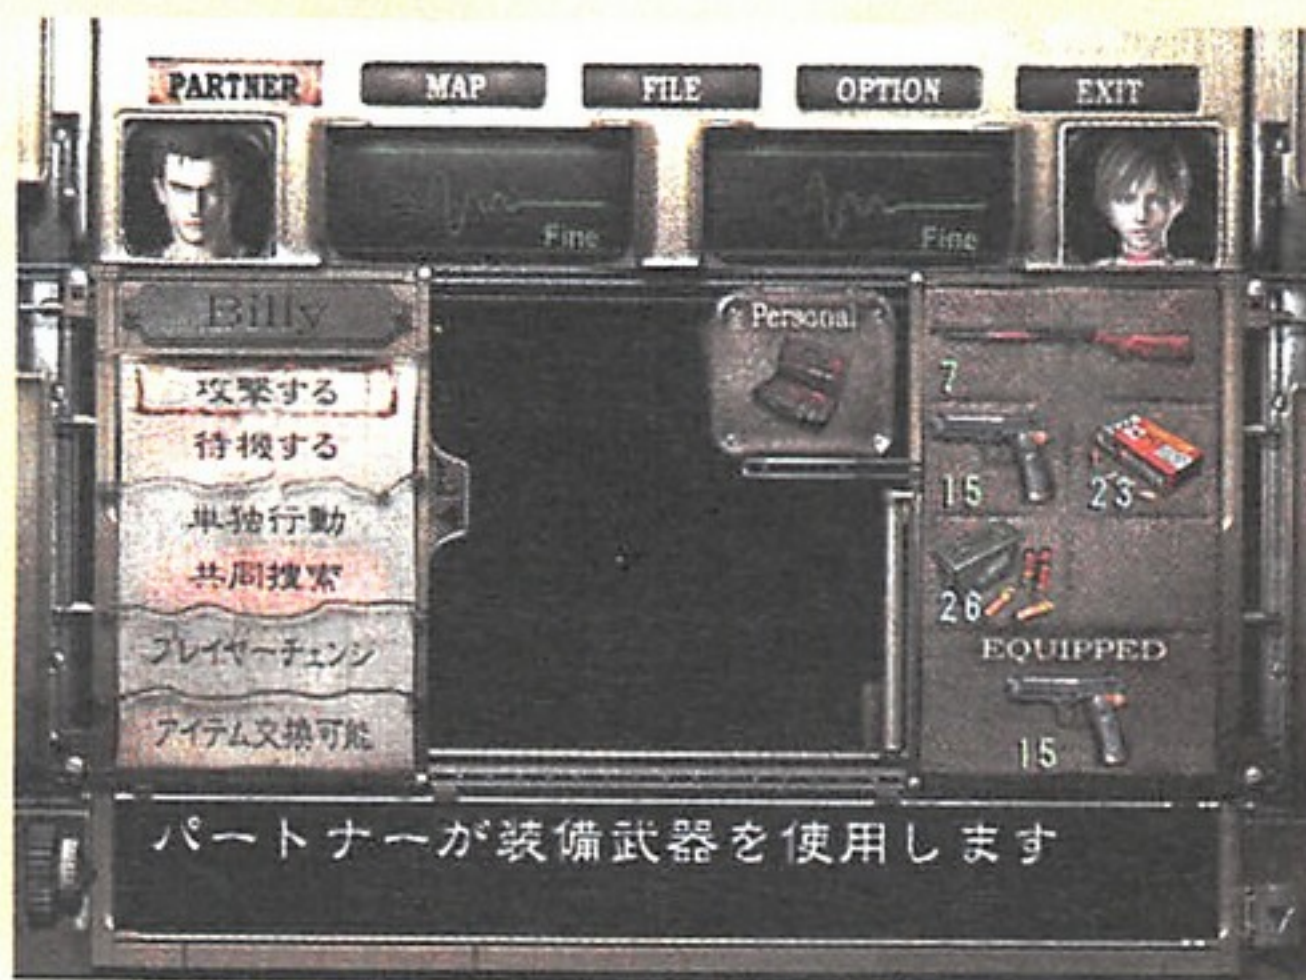 PARTNER MAP FILE OPTION EXIT
Fine Fine
Billy
Personal
攻撃する
7
待機する
15 23
単独行動
共同捜索
26
プレイヤーチェンジ
EQUIPPED
アイテム交換可能
15
パートナーが装備武器を使用します